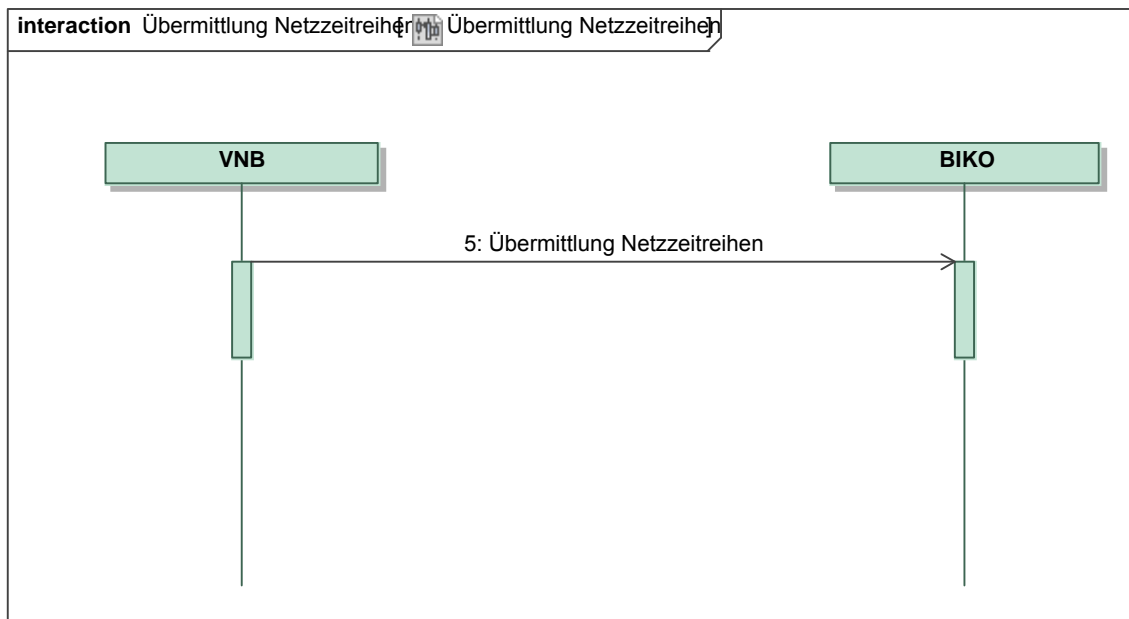 interaction Übermittlung Netzzeitreihen [ Übermittlung Netzzeitreihen ]
VNB
BIKO
5: Übermittlung Netzzeitreihen